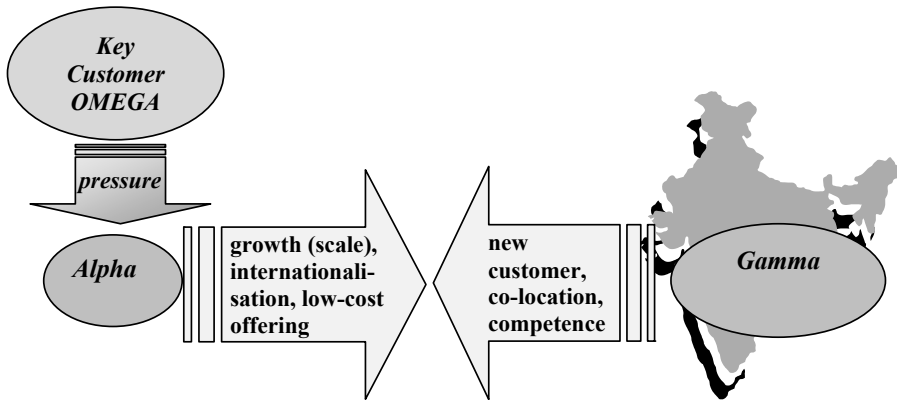 Key
Customer
OMEGA
pressure
Alpha
growth (scale),
internationali-
sation, low-cost
offering
new
customer,
co-location,
competence
Gamma